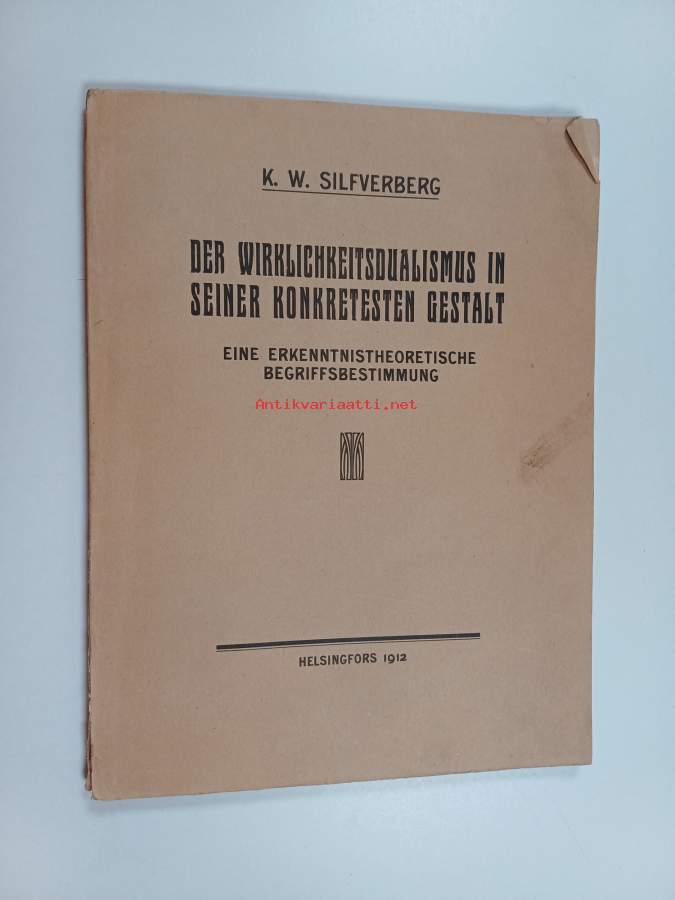 K. W. SILFVERBERG
DER WIRKLICHKEITSDUALISMUS IN
SEINER KONKRETESTEN GESTALT
EINE ERKENNTNISTHEORETISCHE
BEGRIFFSBESTIMMUNG
Antikvariaatti.net
HELSINGFORS 1912